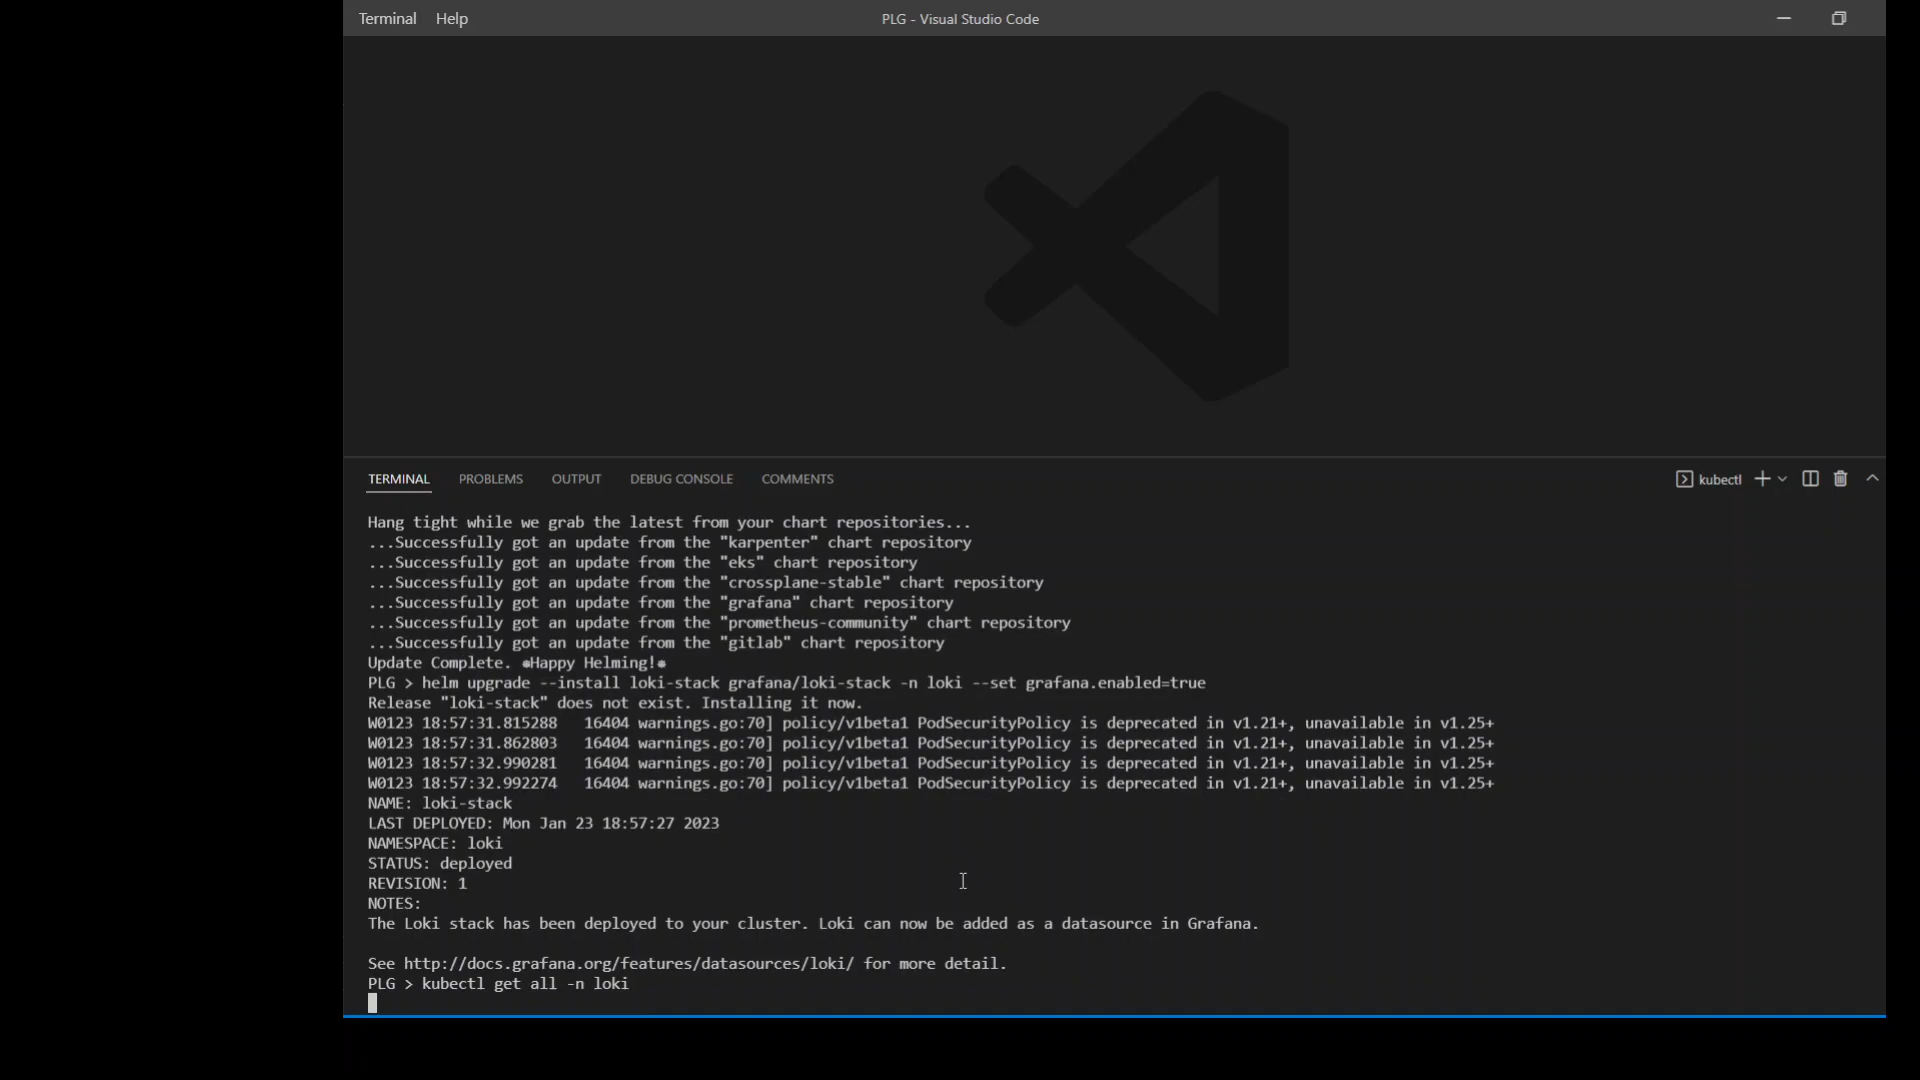 Terminal Help PLG - Visual Studio Code
TERMINAL PROBLEMS OUTPUT DEBUG CONSOLE COMMENTS kubectl
Hang tight while we grab the latest from your chart repositories...
...Successfully got an update from the "karpenter" chart repository
...Successfully got an update from the "eks" chart repository
...Successfully got an update from the "crossplane-stable" chart repository
...Successfully got an update from the "grafana" chart repository
...Successfully got an update from the "prometheus-community" chart repository
...Successfully got an update from the "gitlab" chart repository
Update Complete. ⎈Happy Helming!⎈
PLG > helm upgrade --install loki-stack grafana/loki-stack -n loki --set grafana.enabled=true
Release "loki-stack" does not exist. Installing it now.
W0123 18:57:31.815288   16404 warnings.go:70] policy/v1beta1 PodSecurityPolicy is deprecated in v1.21+, unavailable in v1.25+
W0123 18:57:31.862803   16404 warnings.go:70] policy/v1beta1 PodSecurityPolicy is deprecated in v1.21+, unavailable in v1.25+
W0123 18:57:32.990281   16404 warnings.go:70] policy/v1beta1 PodSecurityPolicy is deprecated in v1.21+, unavailable in v1.25+
W0123 18:57:32.992274   16404 warnings.go:70] policy/v1beta1 PodSecurityPolicy is deprecated in v1.21+, unavailable in v1.25+
NAME: loki-stack
LAST DEPLOYED: Mon Jan 23 18:57:27 2023
NAMESPACE: loki
STATUS: deployed
REVISION: 1
NOTES:
The Loki stack has been deployed to your cluster. Loki can now be added as a datasource in Grafana.
See http://docs.grafana.org/features/datasources/loki/ for more detail.
PLG > kubectl get all -n loki